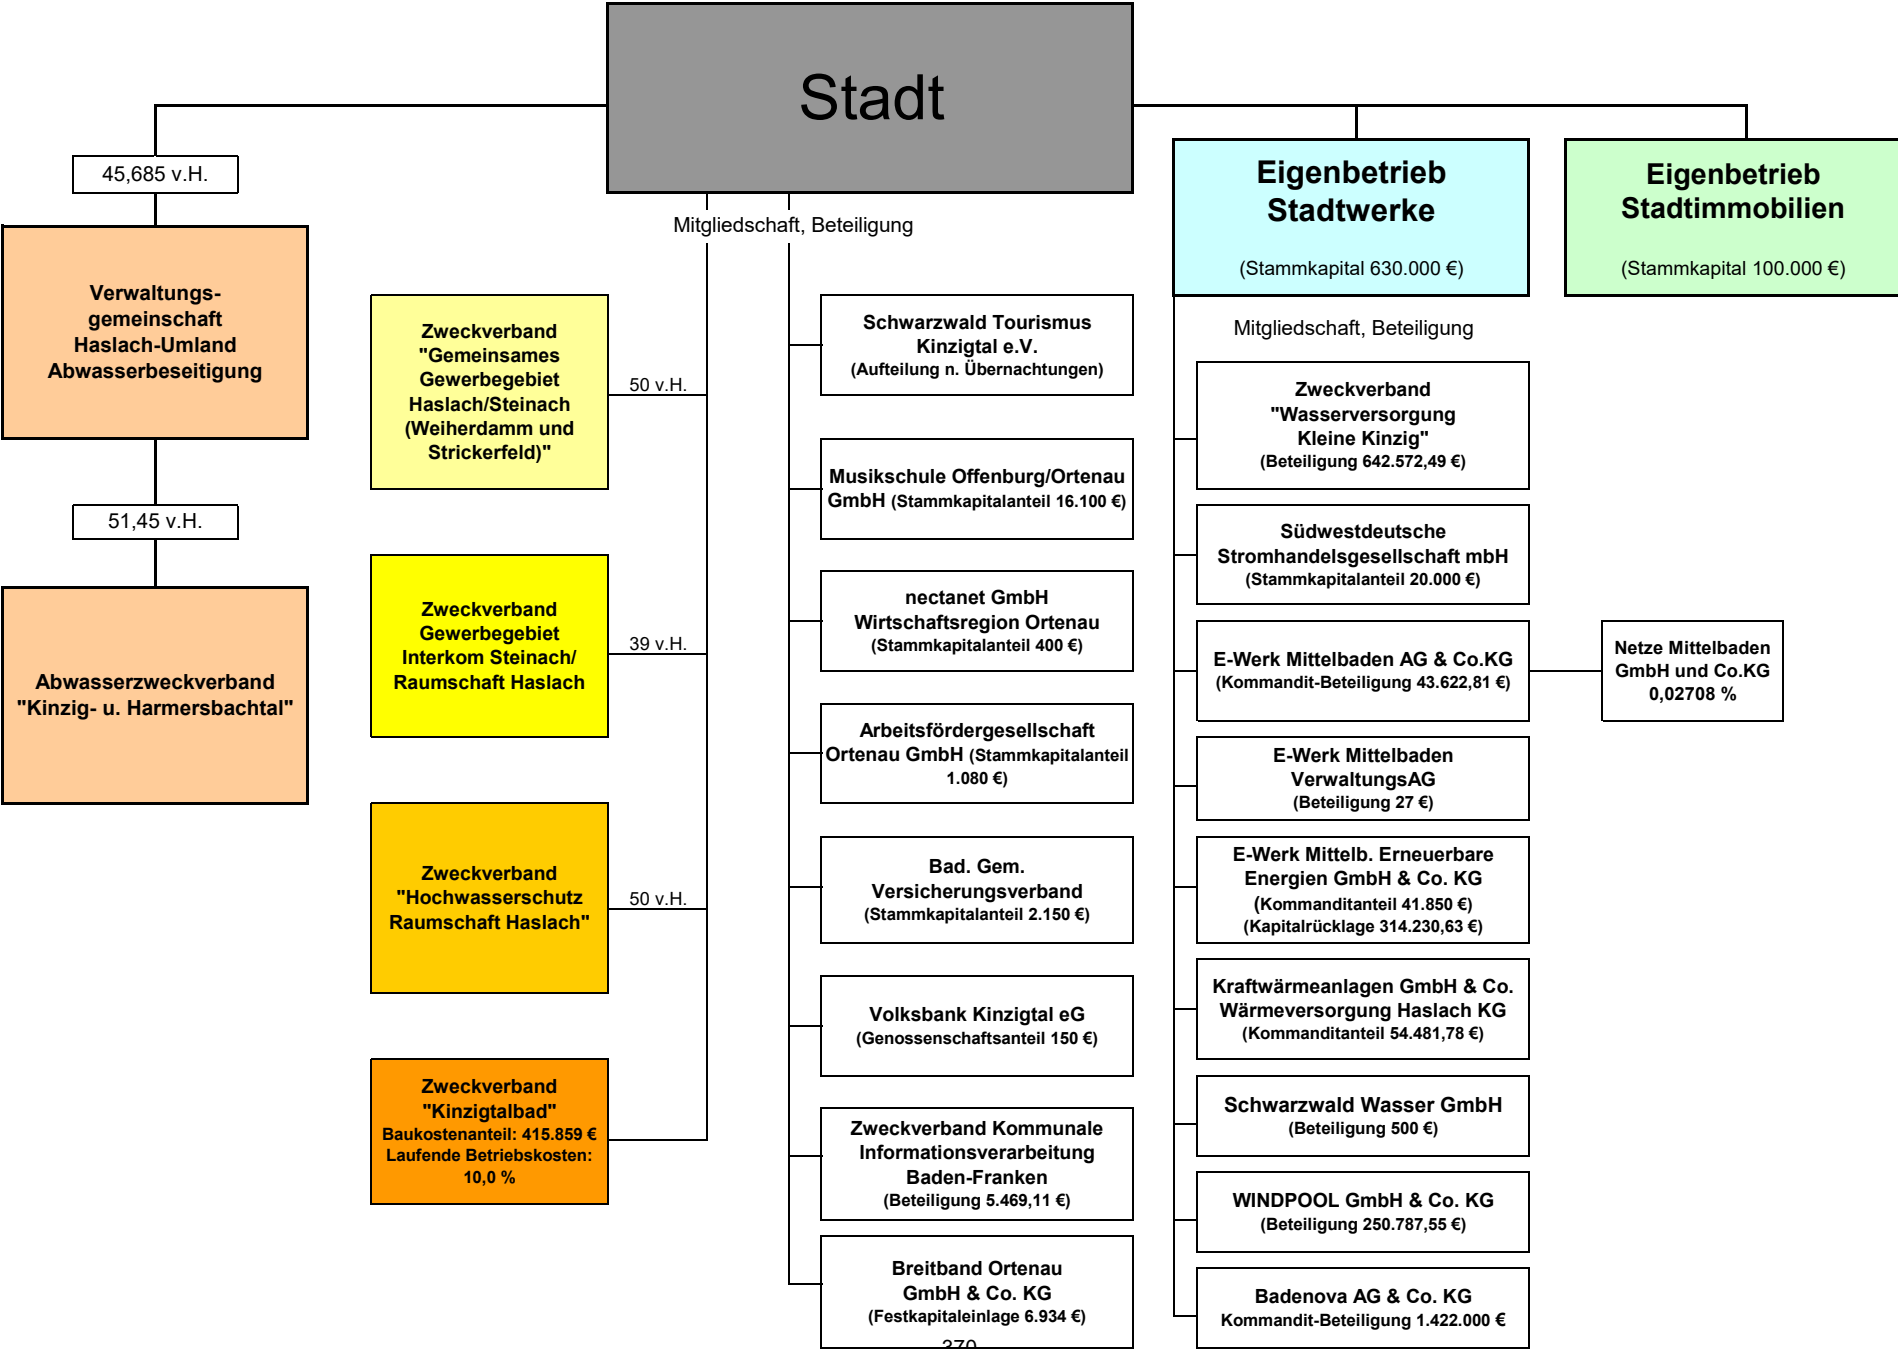 Stadt
45,685 v.H.
Verwaltungs-
gemeinschaft
Haslach-Umland
Abwasserbeseitigung
51,45 v.H.
Abwasserzweckverband
"Kinzig- u. Harmersbachtal"
Mitgliedschaft, Beteiligung
Zweckverband
"Gemeinsames
Gewerbegebiet
Haslach/Steinach
(Weiherdamm und
Strickerfeld)"
50 v.H.
Zweckverband
Gewerbegebiet
Interkom Steinach/
Raumschaft Haslach
39 v.H.
Zweckverband
"Hochwasserschutz
Raumschaft Haslach"
50 v.H.
Zweckverband
"Kinzigtalbad"
Baukostenanteil: 415.859 €
Laufende Betriebskosten:
10,0 %
Schwarzwald Tourismus
Kinzigtal e.V.
(Aufteilung n. Übernachtungen)
Musikschule Offenburg/Ortenau
GmbH (Stammkapitalanteil 16.100 €)
nectanet GmbH
Wirtschaftsregion Ortenau
(Stammkapitalanteil 400 €)
Arbeitsfördergesellschaft
Ortenau GmbH (Stammkapitalanteil
1.080 €)
Bad. Gem.
Versicherungsverband
(Stammkapitalanteil 2.150 €)
Volksbank Kinzigtal eG
(Genossenschaftsanteil 150 €)
Zweckverband Kommunale
Informationsverarbeitung
Baden-Franken
(Beteiligung 5.469,11 €)
Breitband Ortenau
GmbH & Co. KG
(Festkapitaleinlage 6.934 €)
Eigenbetrieb
Stadtwerke
(Stammkapital 630.000 €)
Mitgliedschaft, Beteiligung
Zweckverband
"Wasserversorgung
Kleine Kinzig"
(Beteiligung 642.572,49 €)
Südwestdeutsche
Stromhandelsgesellschaft mbH
(Stammkapitalanteil 20.000 €)
E-Werk Mittelbaden AG & Co.KG
(Kommandit-Beteiligung 43.622,81 €)
Netze Mittelbaden
GmbH und Co.KG
0,02708 %
E-Werk Mittelbaden
VerwaltungsAG
(Beteiligung 27 €)
E-Werk Mittelb. Erneuerbare
Energien GmbH & Co. KG
(Kommanditanteil 41.850 €)
(Kapitalrücklage 314.230,63 €)
Kraftwärmeanlagen GmbH & Co.
Wärmeversorgung Haslach KG
(Kommanditanteil 54.481,78 €)
Schwarzwald Wasser GmbH
(Beteiligung 500 €)
WINDPOOL GmbH & Co. KG
(Beteiligung 250.787,55 €)
Badenova AG & Co. KG
Kommandit-Beteiligung 1.422.000 €
Eigenbetrieb
Stadtimmobilien
(Stammkapital 100.000 €)